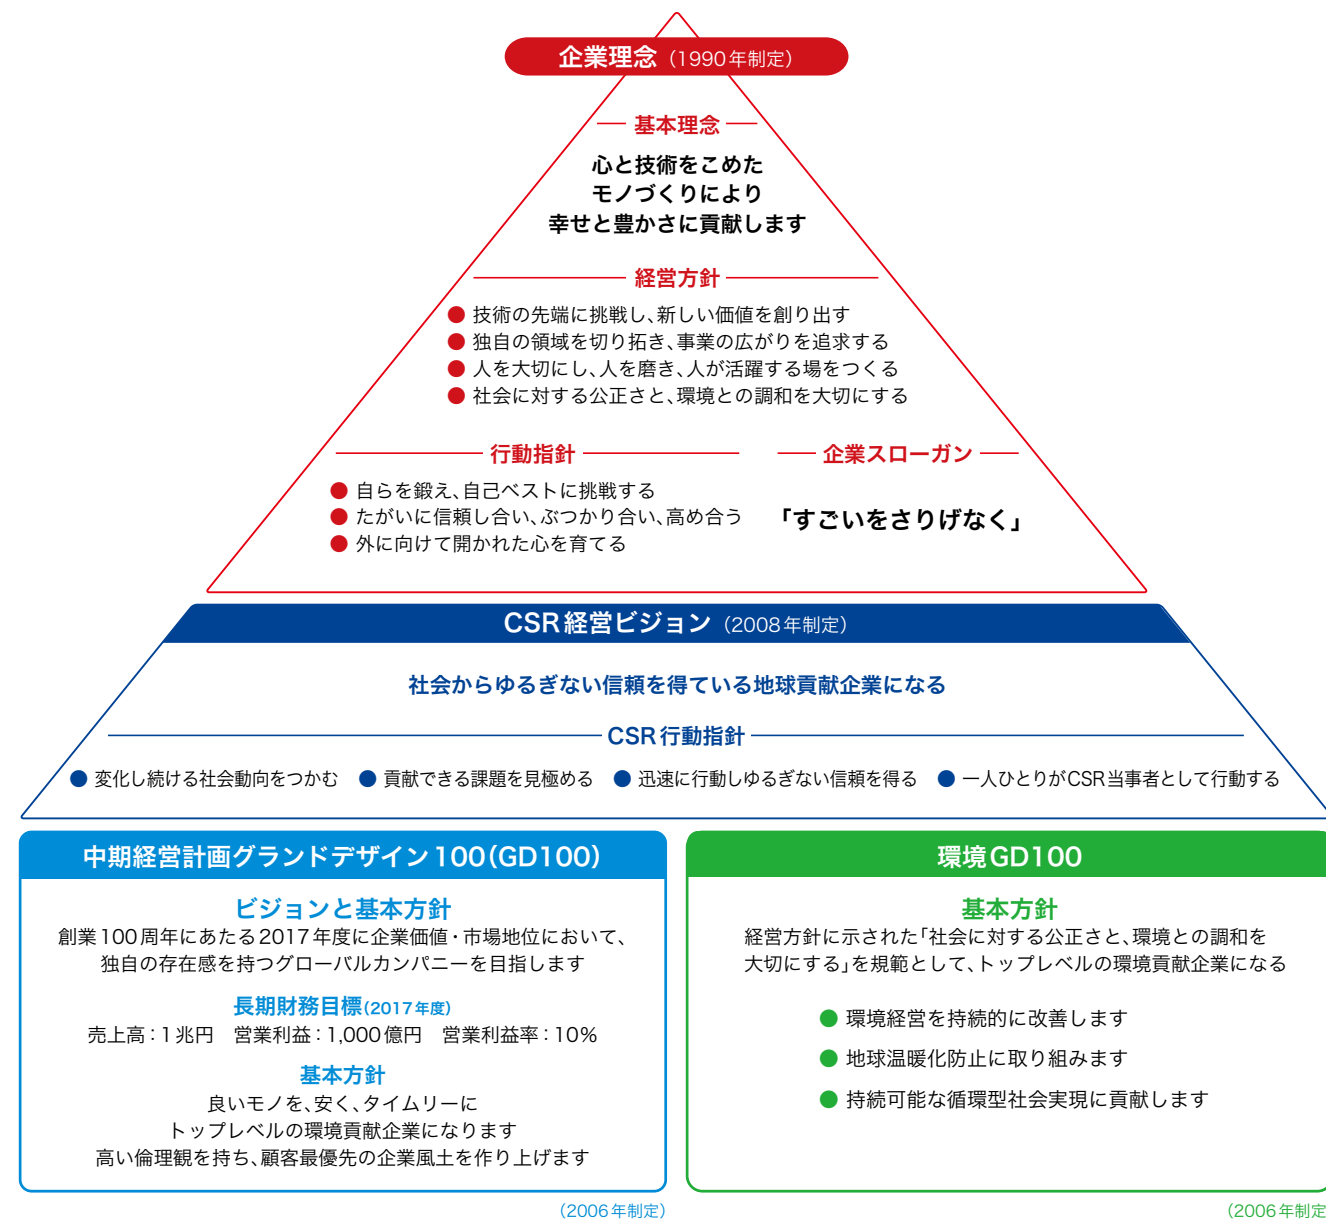 企業理念（1990年制定）
基本理念
心と技術をこめた
モノづくりにより
幸せと豊かさに貢献します
経営方針
● 技術の先端に挑戦し、新しい価値を創り出す
● 独自の領域を切り拓き、事業の広がりを追求する
● 人を大切にし、人を磨き、人が活躍する場をつくる
● 社会に対する公正さと、環境との調和を大切にする
行動指針
● 自らを鍛え、自己ベストに挑戦する
● たがいに信頼し合い、ぶつかり合い、高め合う
● 外に向けて開かれた心を育てる
企業スローガン
「すごいをさりげなく」
CSR経営ビジョン（2008年制定）
社会からゆるぎない信頼を得ている地球貢献企業になる
CSR行動指針
● 変化し続ける社会動向をつかむ ● 貢献できる課題を見極める ● 迅速に行動しゆるぎない信頼を得る ● 一人ひとりがCSR当事者として行動する
中期経営計画グランドデザイン100（GD100）
ビジョンと基本方針
創業100周年にあたる2017年度に企業価値・市場地位において、
独自の存在感を持つグローバルカンパニーを目指します
長期財務目標（2017年度）
売上高：1兆円　営業利益：1,000億円　営業利益率：10%
基本方針
良いモノを、安く、タイムリーに
トップレベルの環境貢献企業になります
高い倫理観を持ち、顧客最優先の企業風土を作り上げます
（2006年制定）
環境GD100
基本方針
経営方針に示された「社会に対する公正さと、環境との調和を
大切にする」を規範として、トップレベルの環境貢献企業になる
● 環境経営を持続的に改善します
● 地球温暖化防止に取り組みます
● 持続可能な循環型社会実現に貢献します
（2006年制定